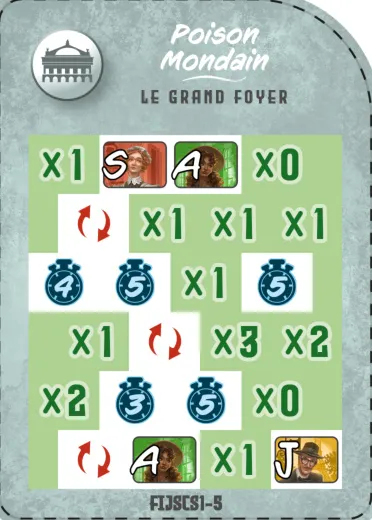 Poison
Mondain
LE GRAND FOYER
X1 S A X0
X1 X1 X1
4 5 X1 5
X1 X3 X2
X2 3 5 X0
A X1 J
FIJSCS1-5